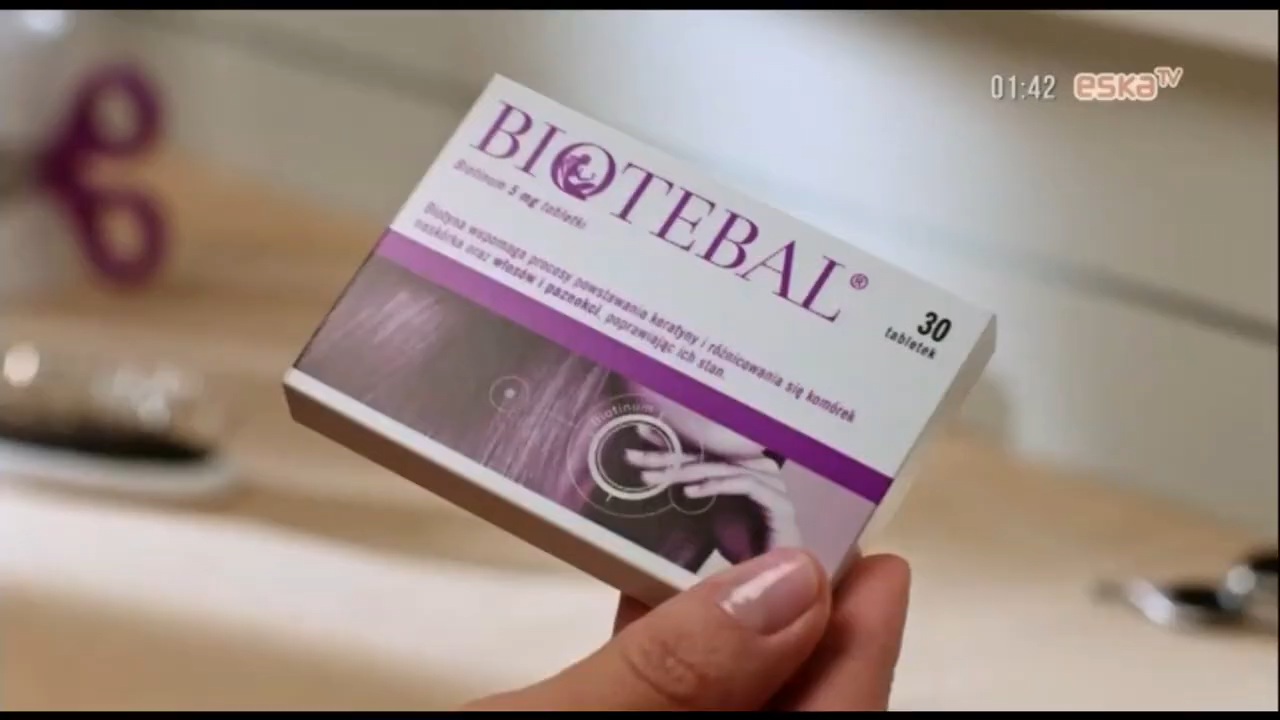 01:42 eska TV
BIOTEBAL®
Biotinum 5 mg tabletki
Biotyna wspomaga procesy powstawania keratyny i różnicowania się komórek
naskórka oraz włosów i paznokci, poprawiając ich stan.
30
tabletek
Biotinum